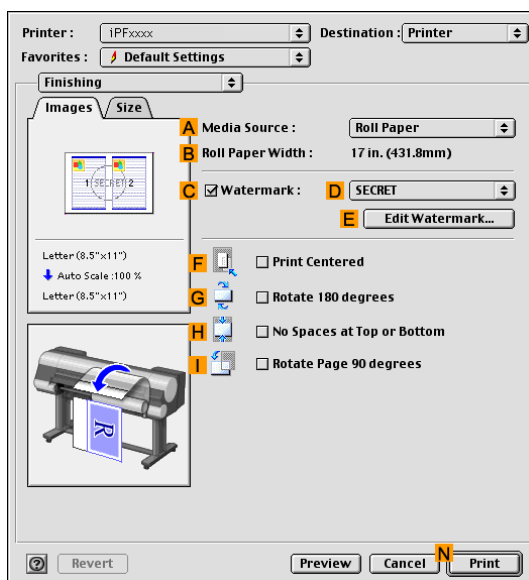 Printer : iPFxxxx Destination : Printer
Favorites : Default Settings
Finishing
Images Size
A Media Source : Roll Paper
B Roll Paper Width : 17 in. (431.8mm)
1 SECRET 2
C Watermark : D SECRET
E Edit Watermark...
Letter (8.5"x11")
Auto Scale :100 %
Letter (8.5"x11")
F Print Centered
G Rotate 180 degrees
H No Spaces at Top or Bottom
I Rotate Page 90 degrees
R
N
? Revert Preview Cancel Print